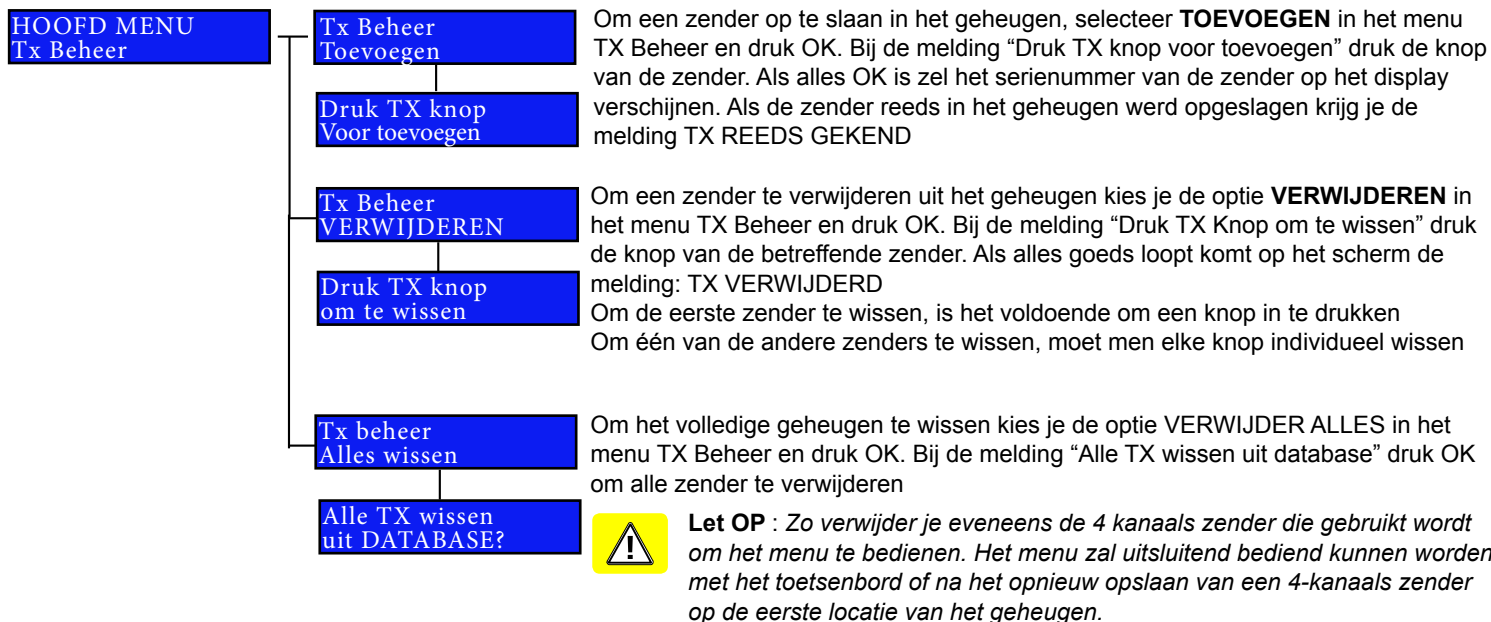 HOOFD MENU
Tx Beheer
Tx Beheer
Toevoegen
Druk TX knop
Voor toevoegen
Om een zender op te slaan in het geheugen, selecteer TOEVOEGEN in het menu
TX Beheer en druk OK. Bij de melding “Druk TX knop voor toevoegen” druk de knop
van de zender. Als alles OK is zel het serienummer van de zender op het display
verschijnen. Als de zender reeds in het geheugen werd opgeslagen krijg je de
melding TX REEDS GEKEND
Tx Beheer
VERWIJDEREN
Druk TX knop
om te wissen
Om een zender te verwijderen uit het geheugen kies je de optie VERWIJDEREN in
het menu TX Beheer en druk OK. Bij de melding “Druk TX Knop om te wissen” druk
de knop van de betreffende zender. Als alles goeds loopt komt op het scherm de
melding: TX VERWIJDERD
Om de eerste zender te wissen, is het voldoende om een knop in te drukken
Om één van de andere zenders te wissen, moet men elke knop individueel wissen
Tx beheer
Alles wissen
Alle TX wissen
uit DATABASE?
Om het volledige geheugen te wissen kies je de optie VERWIJDER ALLES in het
menu TX Beheer en druk OK. Bij de melding “Alle TX wissen uit database” druk OK
om alle zender te verwijderen
Let OP : Zo verwijder je eveneens de 4 kanaals zender die gebruikt wordt
om het menu te bedienen. Het menu zal uitsluitend bediend kunnen worden
met het toetsenbord of na het opnieuw opslaan van een 4-kanaals zender
op de eerste locatie van het geheugen.